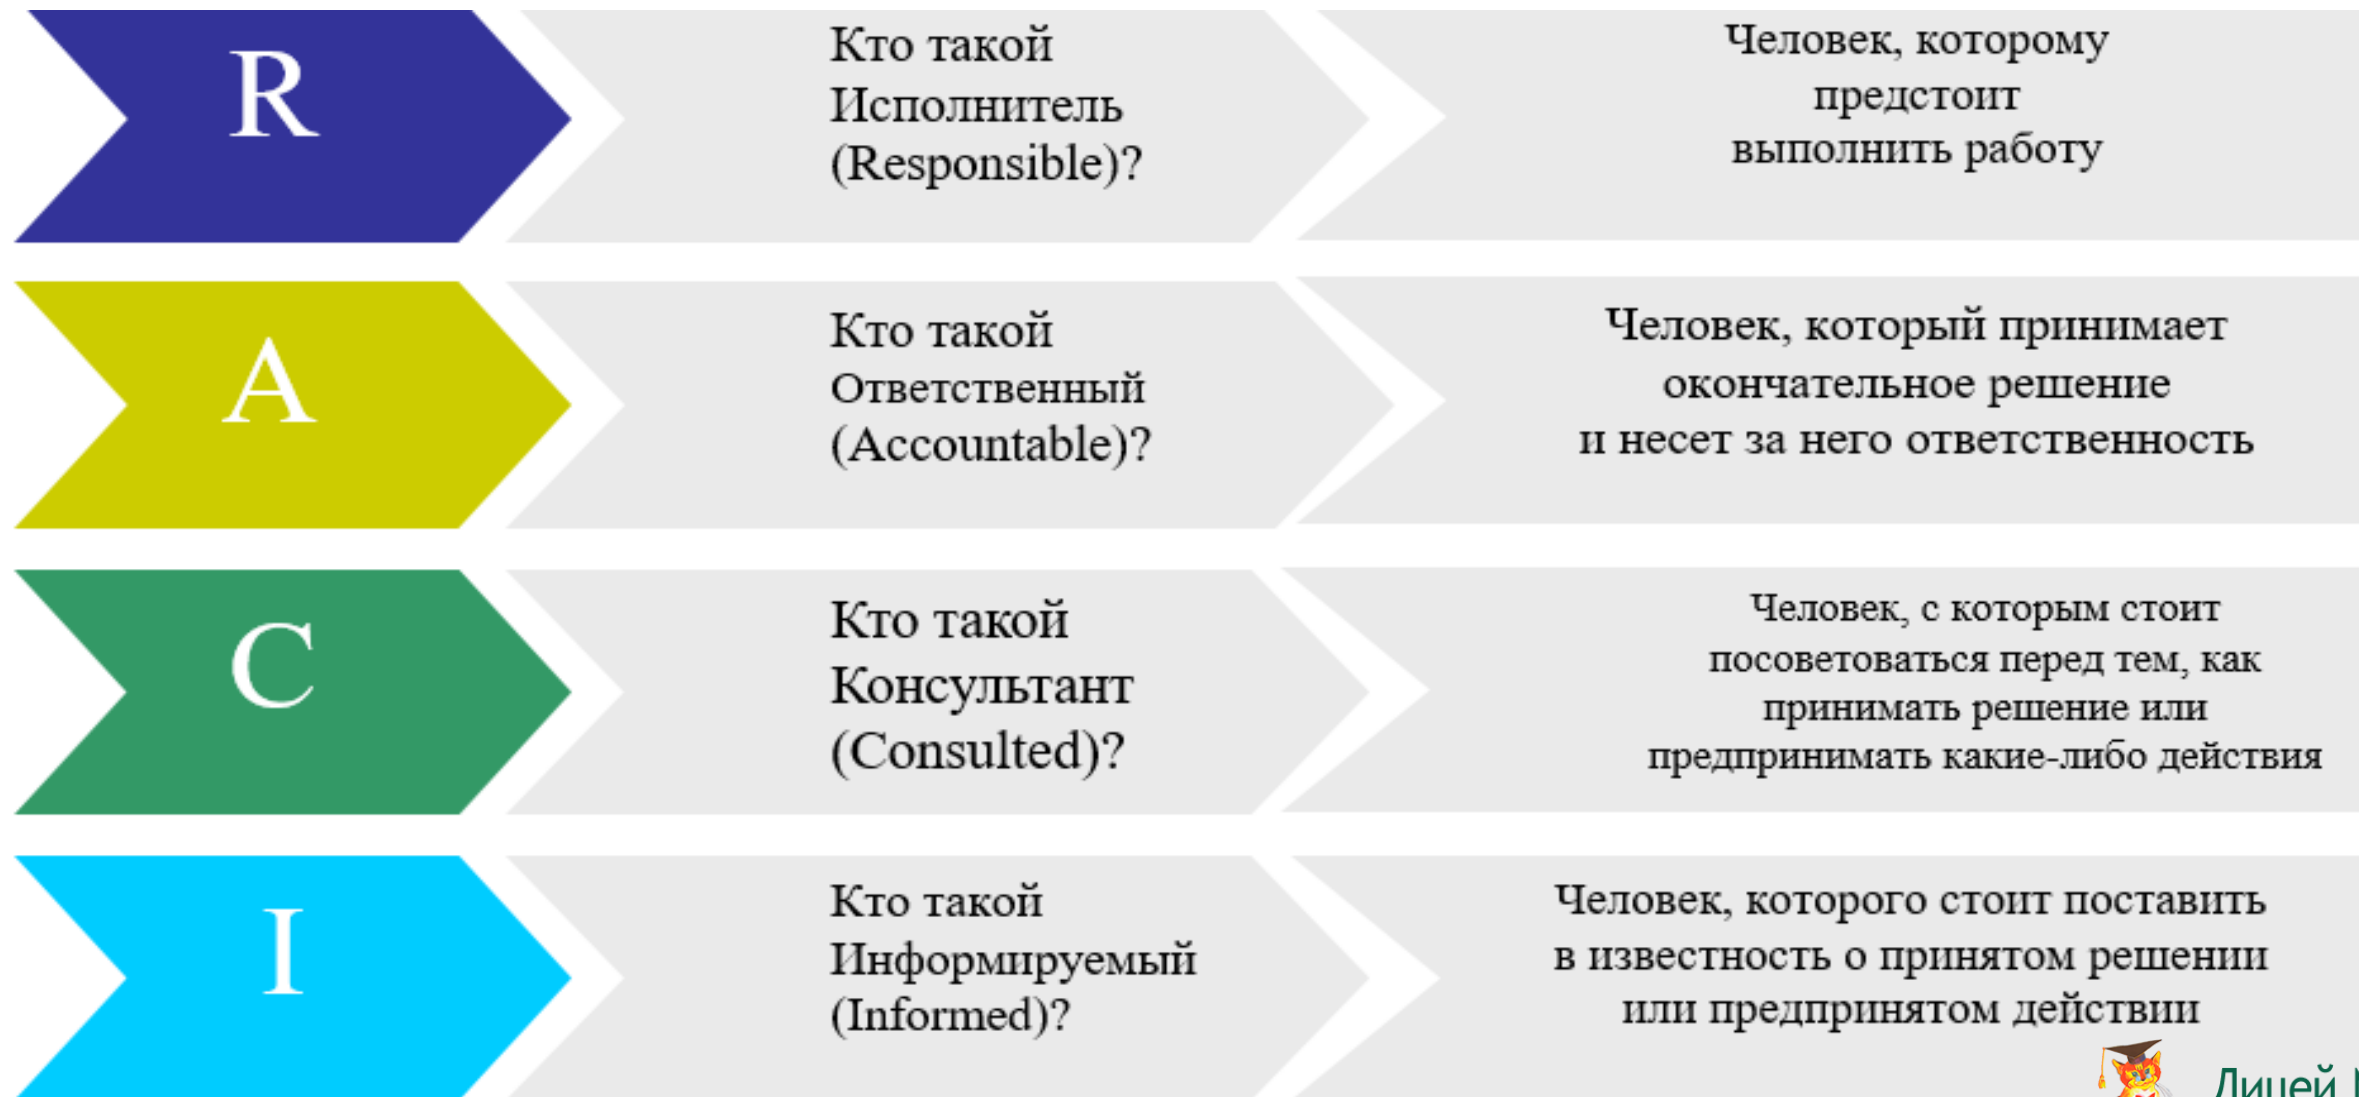 R
Кто такой
Исполнитель
(Responsible)?
Человек, которому
предстоит
выполнить работу
A
Кто такой
Ответственный
(Accountable)?
Человек, который принимает
окончательное решение
и несет за него ответственность
C
Кто такой
Консультант
(Consulted)?
Человек, с которым стоит
посоветоваться перед тем, как
принимать решение или
предпринимать какие-либо действия
I
Кто такой
Информируемый
(Informed)?
Человек, которого стоит поставить
в известность о принятом решении
или предпринятом действии
Лицей